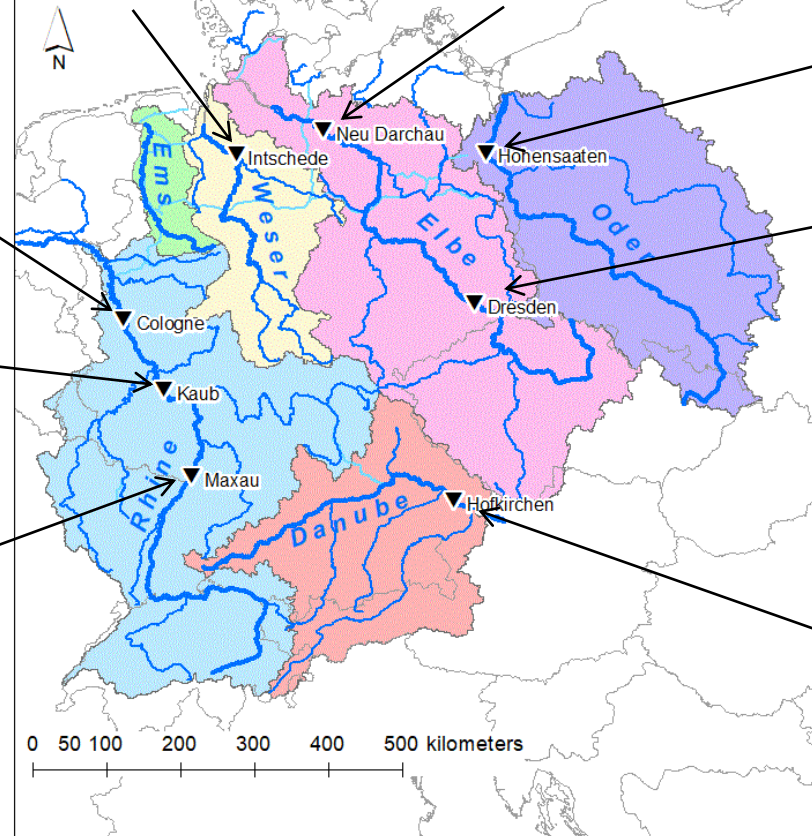 N
Neu Darchau
Intschede
Hohensaaten
Ems
Weser
Elbe
Oder
Dresden
Cologne
Kaub
Rhine
Maxau
Danube
Hofkirchen
0 50 100 200 300 400 500 kilometers